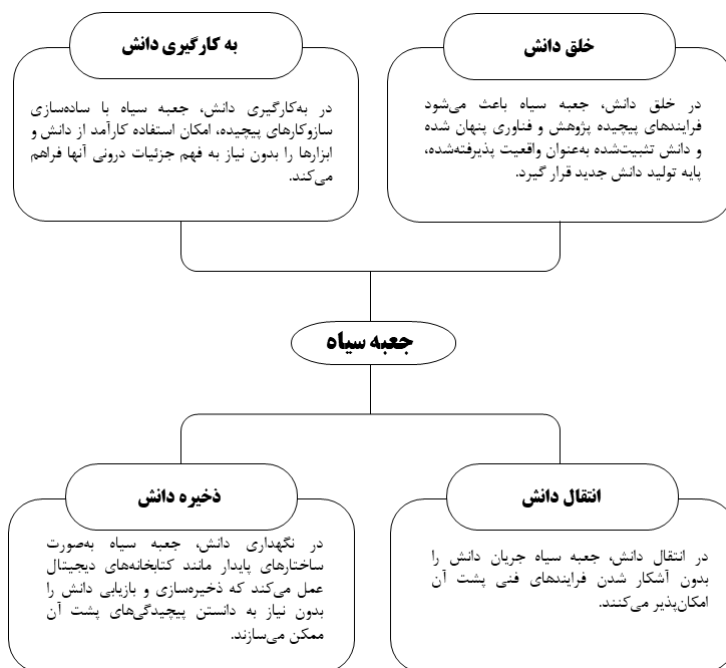 خلق دانش
در خلق دانش، جعبه سیاه باعث می‌شود
فرایندهای پیچیده پژوهش و فناوری پنهان شده
و دانش تثبیت‌شده به‌عنوان واقعیت پذیرفته‌شده،
پایه تولید دانش جدید قرار گیرد.
به کارگیری دانش
در به‌کارگیری دانش، جعبه سیاه با ساده‌سازی
سازوکارهای پیچیده، امکان استفاده کارآمد از دانش و
ابزارها را بدون نیاز به فهم جزئیات درونی آنها فراهم
می‌کند.
جعبه سیاه
انتقال دانش
در انتقال دانش، جعبه سیاه جریان دانش را
بدون آشکار شدن فرایندهای فنی پشت آن
امکان‌پذیر می‌کنند.
ذخیره دانش
در نگهداری دانش، جعبه سیاه به‌صورت
ساختارهای پایدار مانند کتابخانه‌های دیجیتال
عمل می‌کند که ذخیره‌سازی و بازیابی دانش را
بدون نیاز به دانستن پیچیدگی‌های پشت آن
ممکن می‌سازند.